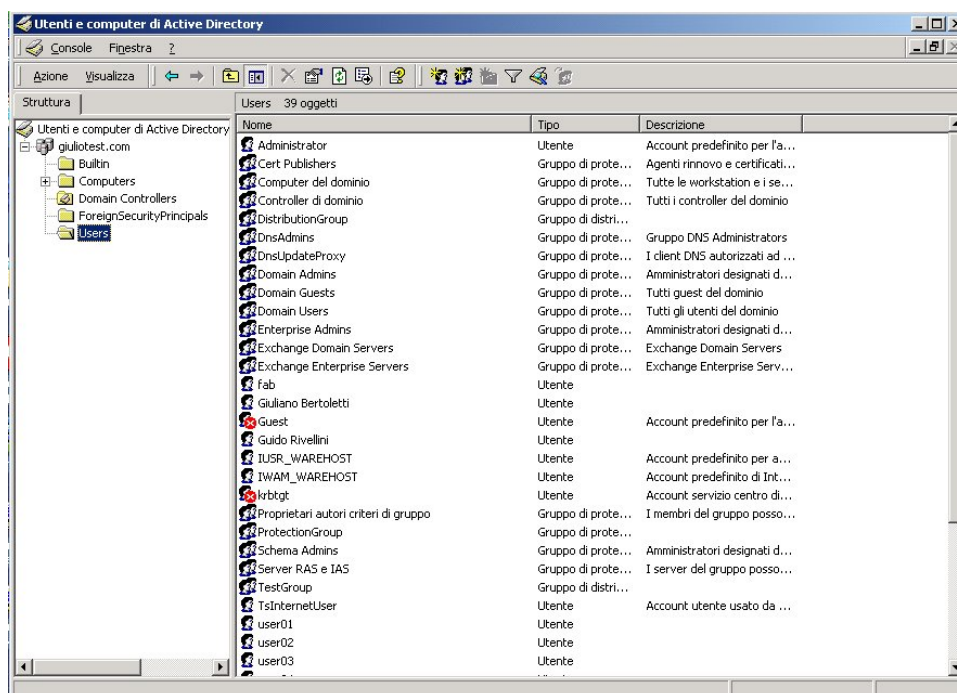 Utenti e computer di Active Directory
Console Finestra ?
Azione Visualizza
Struttura
Users 39 oggetti
Utenti e computer di Active Directory
giuliotest.com
Builtin
Computers
Domain Controllers
ForeignSecurityPrincipals
Users
Nome Tipo Descrizione
Administrator Utente Account predefinito per l'a...
Cert Publishers Gruppo di prote... Agenti rinnovo e certificati...
Computer del dominio Gruppo di prote... Tutte le workstation e i se...
Controller di dominio Gruppo di prote... Tutti i controller del dominio
DistributionGroup Gruppo di distri...
DnsAdmins Gruppo di prote... Gruppo DNS Administrators
DnsUpdateProxy Gruppo di prote... I client DNS autorizzati ad ...
Domain Admins Gruppo di prote... Amministratori designati d...
Domain Guests Gruppo di prote... Tutti guest del dominio
Domain Users Gruppo di prote... Tutti gli utenti del dominio
Enterprise Admins Gruppo di prote... Amministratori designati d...
Exchange Domain Servers Gruppo di prote... Exchange Domain Servers
Exchange Enterprise Servers Gruppo di prote... Exchange Enterprise Serv...
fab Utente
Giuliano Bertoletti Utente
Guest Utente Account predefinito per l'a...
Guido Rivellini Utente
IUSR_WAREHOST Utente Account predefinito per a...
IWAM_WAREHOST Utente Account predefinito di Int...
krbtgt Utente Account servizio centro di...
Proprietari autori criteri di gruppo Gruppo di prote... I membri del gruppo posso...
ProtectionGroup Gruppo di prote...
Schema Admins Gruppo di prote... Amministratori designati d...
Server RAS e IAS Gruppo di prote... I server del gruppo posso...
TestGroup Gruppo di distri...
TsInternetUser Utente Account utente usato da ...
user01 Utente
user02 Utente
user03 Utente